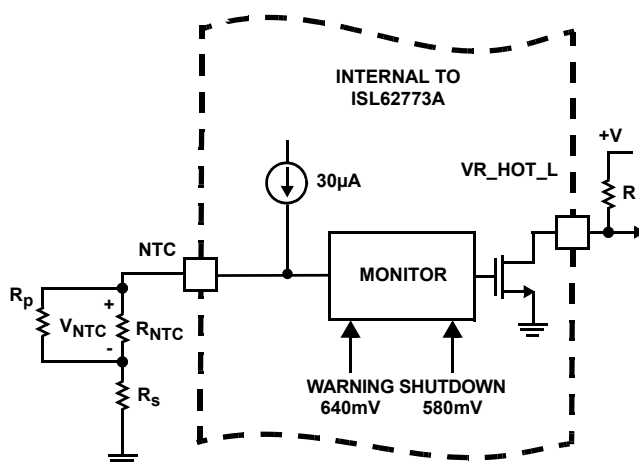 INTERNAL TO
ISL62773A
+V
VR_HOT_L
R
30µA
NTC
MONITOR
Rp
+
VNTC
RNTC
-
Rs
WARNING SHUTDOWN
640mV 580mV